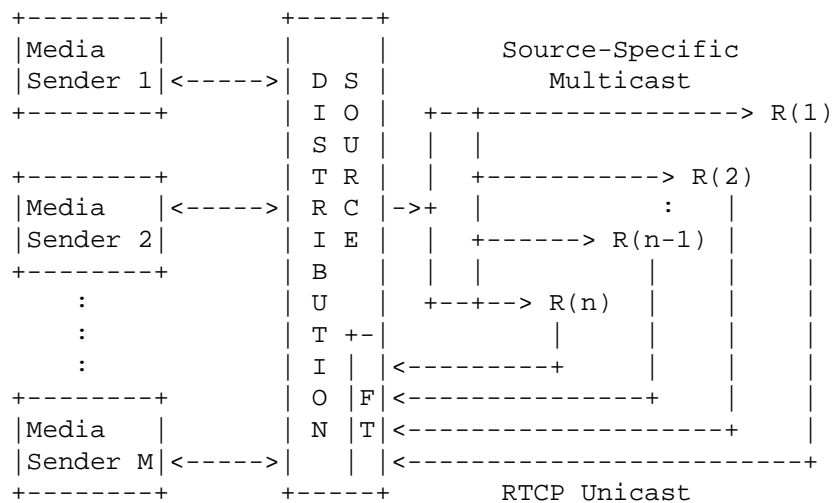 +--------+            +-----+
|Media   |            |     |       Source-Specific
|Sender 1|<----->| D S |          Multicast
+--------+            | I O |  +--+----------------> R(1)
                      | S U |  |  |                    |
+--------+            | T R |  |  +-----------> R(2)   |
|Media   |<----->| R C |->+  |           :   |    |
|Sender 2|            | I E |  |  +------> R(n-1) |    |
+--------+            | B   |  |  |          |    |    |
    :                 | U   |  +--+--> R(n)  |    |    |
    :                 | T +-|          |     |    |    |
    :                 | I | |<---------+     |    |    |
+--------+            | O |F|<---------------+    |    |
|Media   |            | N |T|<--------------------+    |
|Sender M|<----->|   | |<-------------------------+
+--------+            +-----+       RTCP Unicast